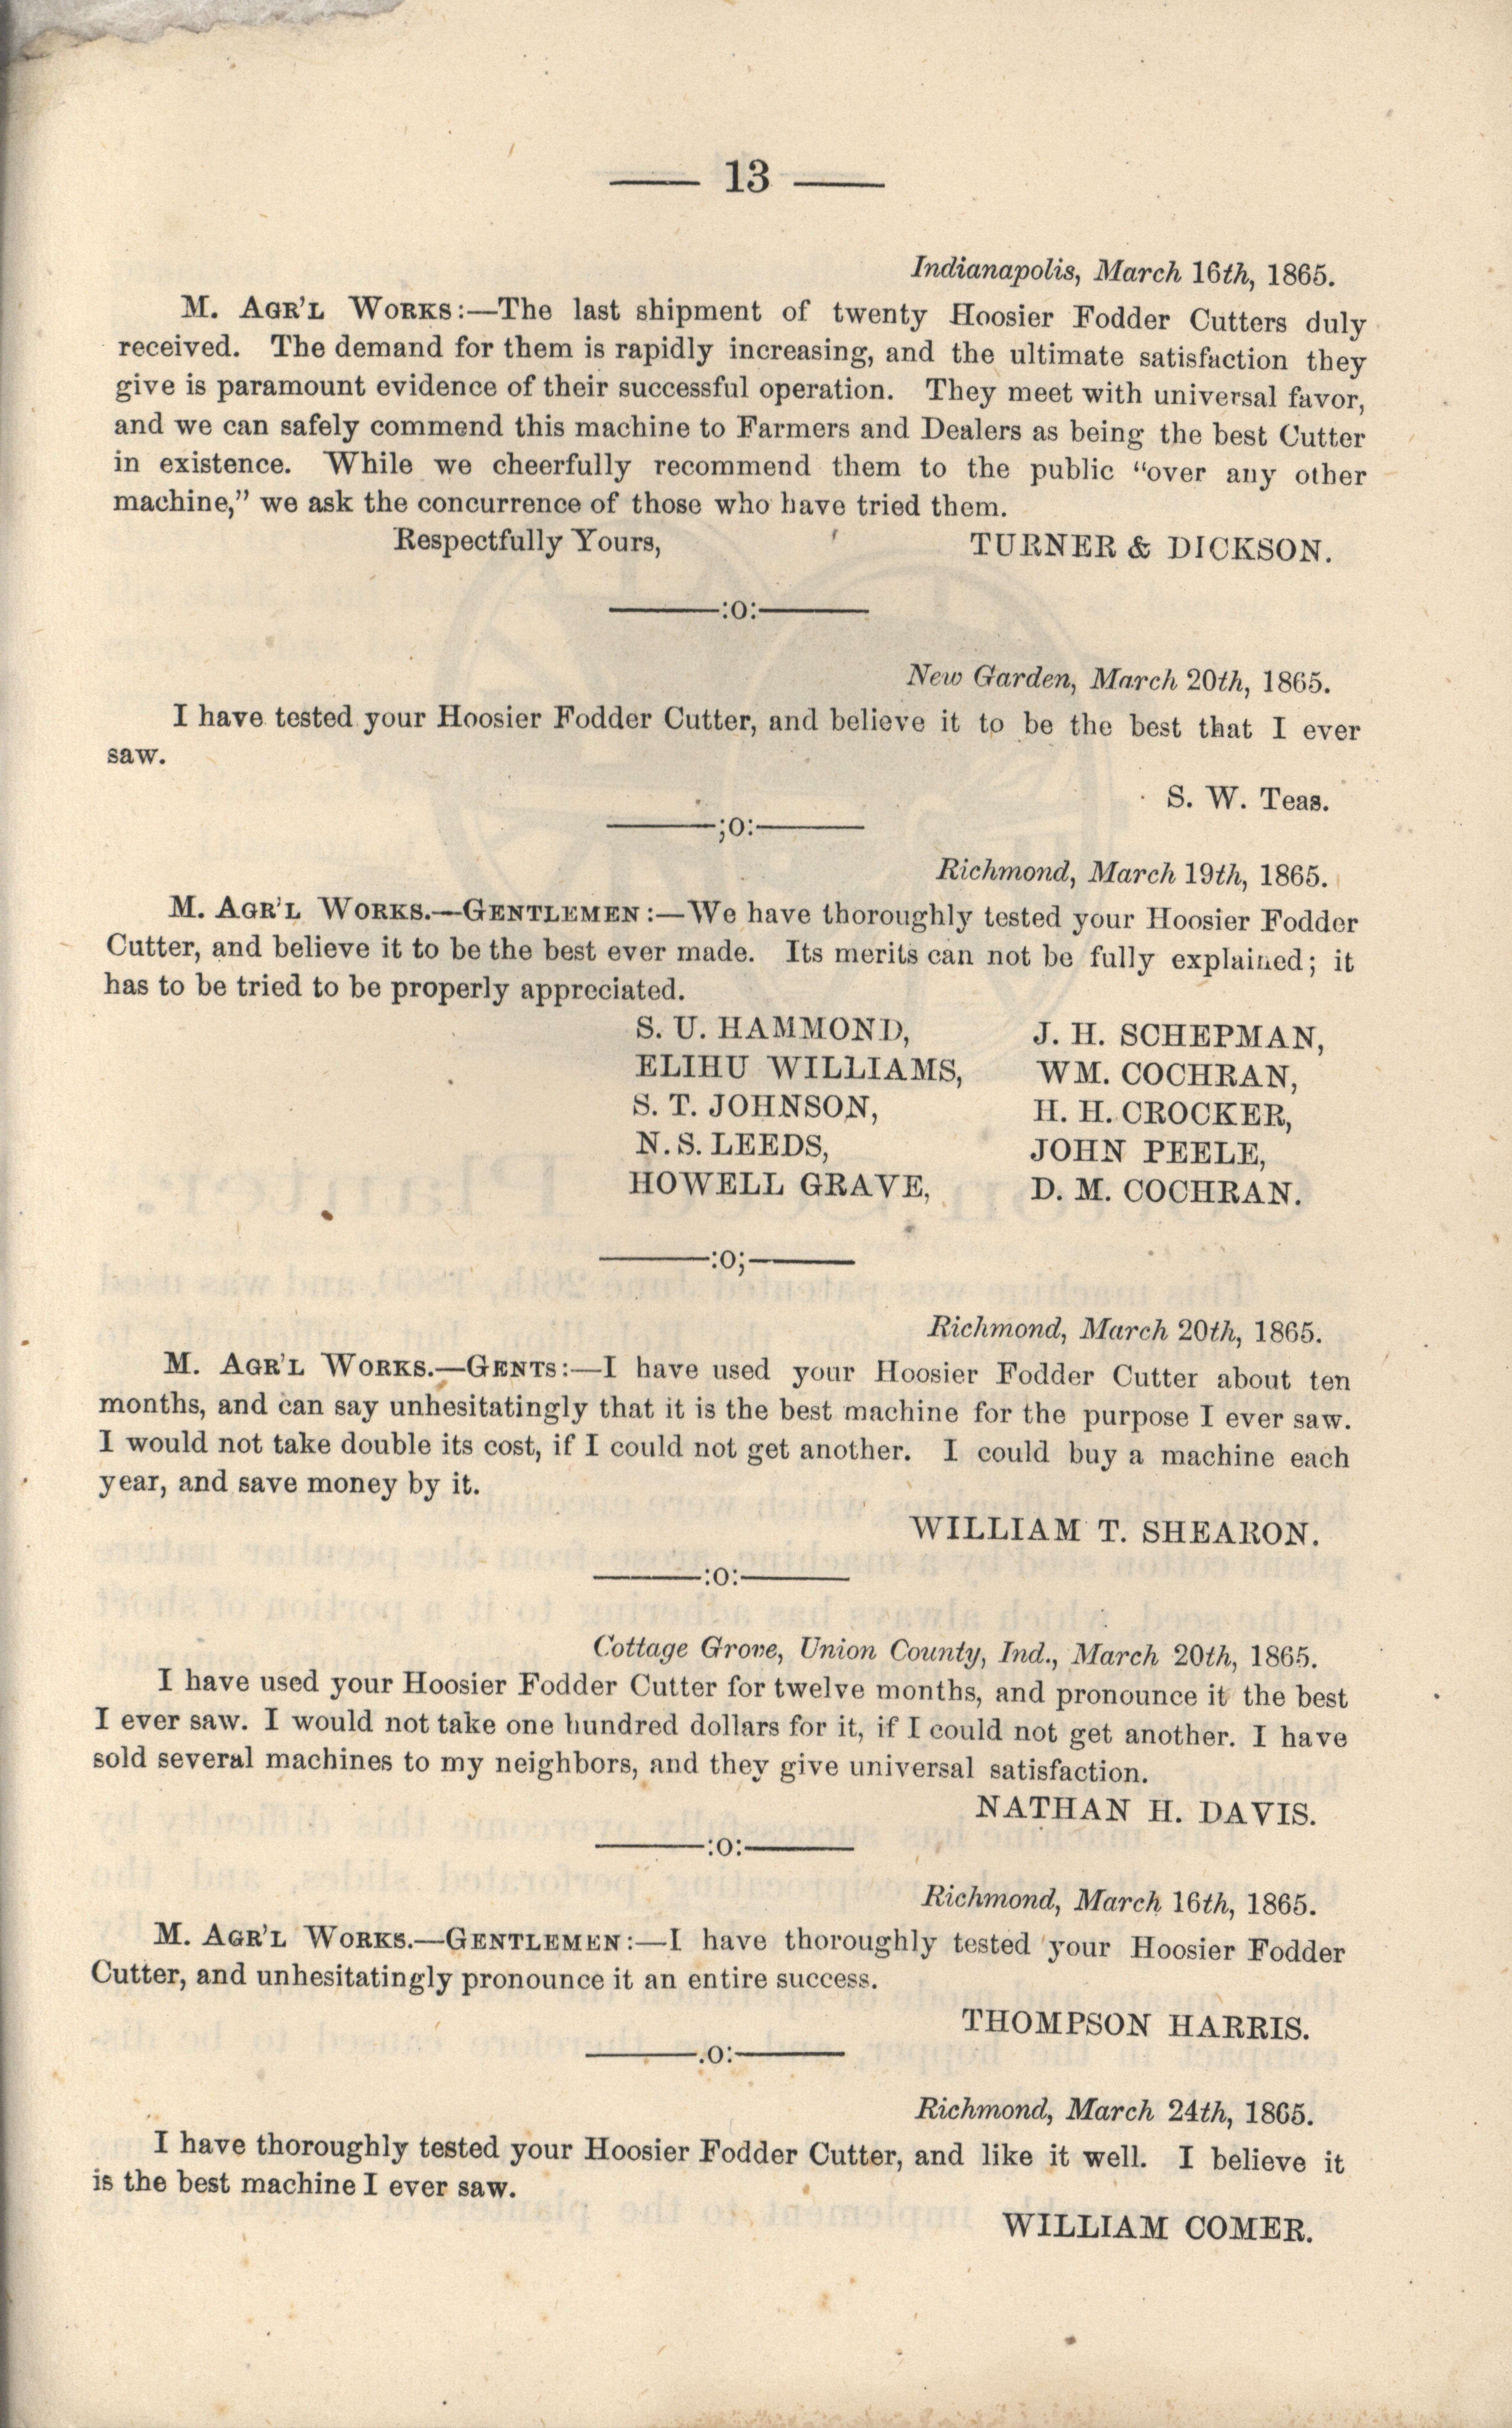 — 13 —
Indianapolis, March 16th, 1865.
M. AGR'L WORKS:—The last shipment of twenty Hoosier Fodder Cutters duly
received. The demand for them is rapidly increasing, and the ultimate satisfaction they
give is paramount evidence of their successful operation. They meet with universal favor,
and we can safely commend this machine to Farmers and Dealers as being the best Cutter
in existence. While we cheerfully recommend them to the public "over any other
machine," we ask the concurrence of those who have tried them.
Respectfully Yours, TURNER & DICKSON.
———:o:———
New Garden, March 20th, 1865.
I have tested your Hoosier Fodder Cutter, and believe it to be the best that I ever
saw.
S. W. Teas.
———;o:———
Richmond, March 19th, 1865.
M. AGR'L WORKS.—GENTLEMEN:—We have thoroughly tested your Hoosier Fodder
Cutter, and believe it to be the best ever made. Its merits can not be fully explained; it
has to be tried to be properly appreciated.
S. U. HAMMOND, J. H. SCHEPMAN,
ELIHU WILLIAMS, WM. COCHRAN,
S. T. JOHNSON, H. H. CROCKER,
N. S. LEEDS, JOHN PEELE,
HOWELL GRAVE, D. M. COCHRAN.
———:o;———
Richmond, March 20th, 1865.
M. AGR'L WORKS.—GENTS:—I have used your Hoosier Fodder Cutter about ten
months, and can say unhesitatingly that it is the best machine for the purpose I ever saw.
I would not take double its cost, if I could not get another. I could buy a machine each
year, and save money by it.
WILLIAM T. SHEARON.
———:o:———
Cottage Grove, Union County, Ind., March 20th, 1865.
I have used your Hoosier Fodder Cutter for twelve months, and pronounce it the best
I ever saw. I would not take one hundred dollars for it, if I could not get another. I have
sold several machines to my neighbors, and they give universal satisfaction.
NATHAN H. DAVIS.
———:o:———
Richmond, March 16th, 1865.
M. AGR'L WORKS.—GENTLEMEN:—I have thoroughly tested your Hoosier Fodder
Cutter, and unhesitatingly pronounce it an entire success.
THOMPSON HARRIS.
———.o:———
Richmond, March 24th, 1865.
I have thoroughly tested your Hoosier Fodder Cutter, and like it well. I believe it
is the best machine I ever saw.
WILLIAM COMER.